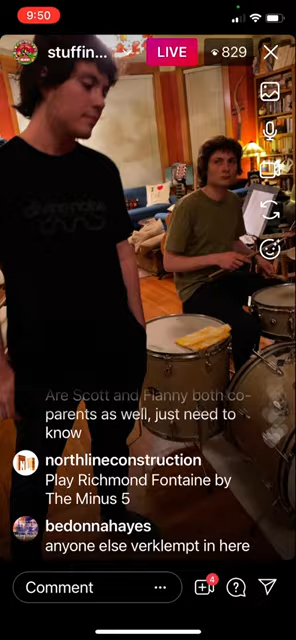 9:50
stuffin...
LIVE
829
Are Scott and Fianny both co-
parents as well, just need to
know
northlineconstruction
Play Richmond Fontaine by
The Minus 5
bedonnahayes
anyone else verklempt in here
Comment
4